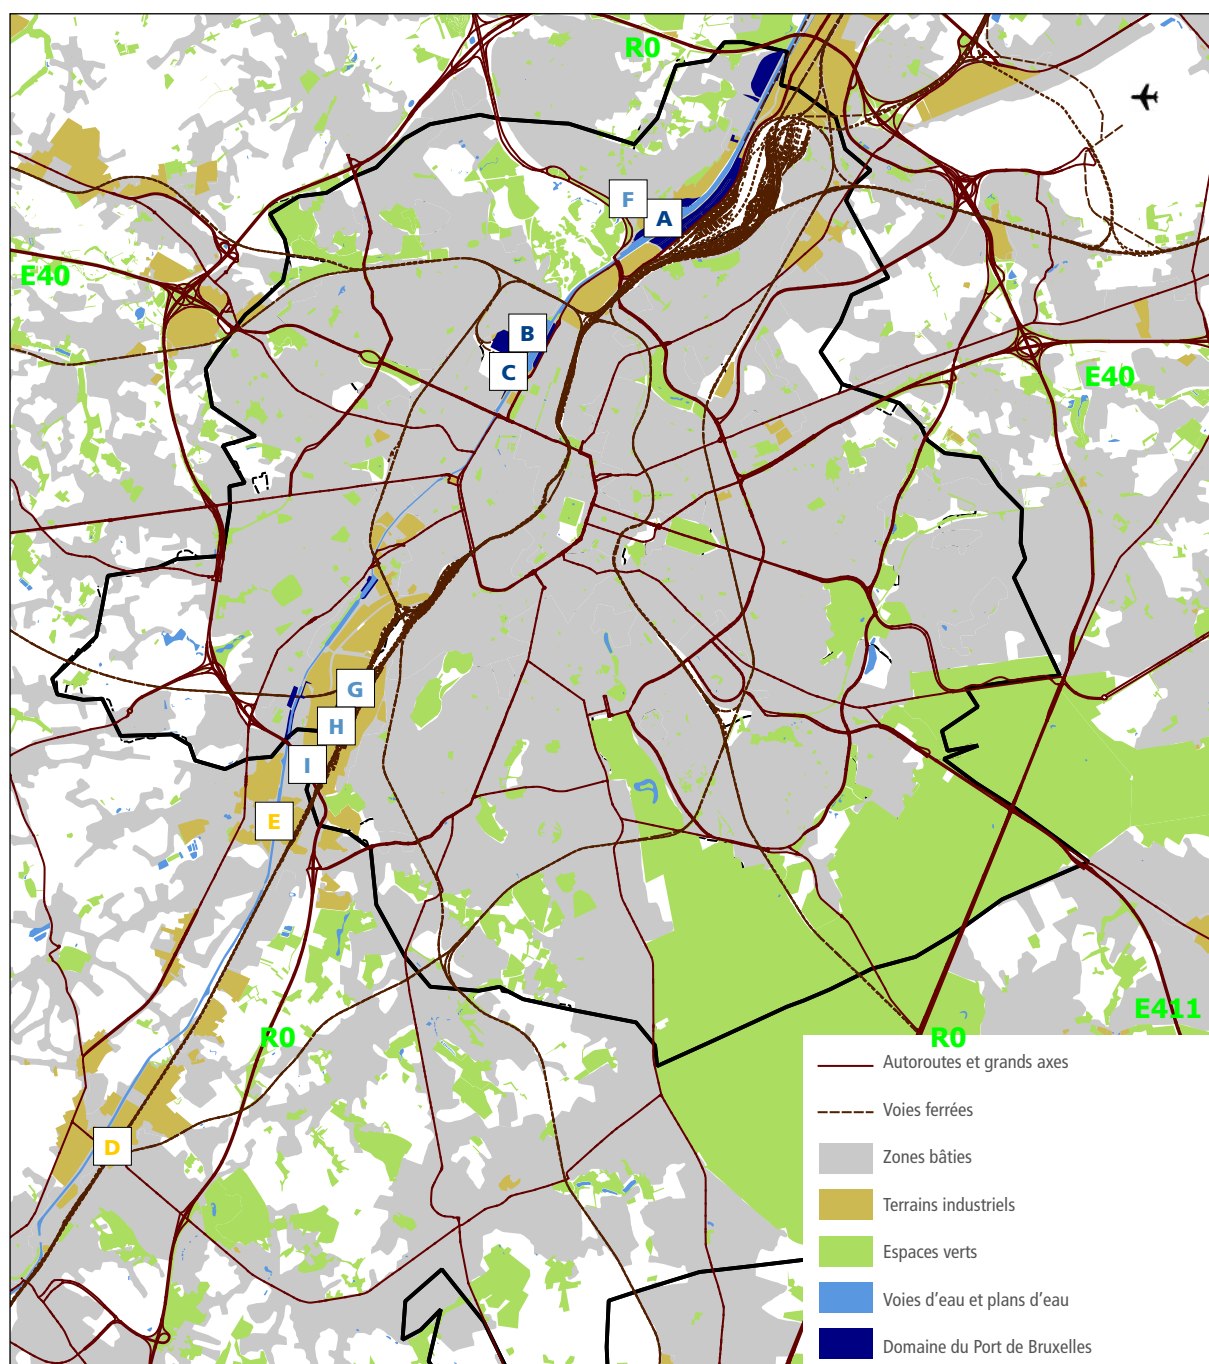 R0
F
A
E40
B
C
E40
G
H
I
E
E411
R0
R0
D
Autoroutes et grands axes
Voies ferrées
Zones bâties
Terrains industriels
Espaces verts
Voies d’eau et plans d’eau
Domaine du Port de Bruxelles